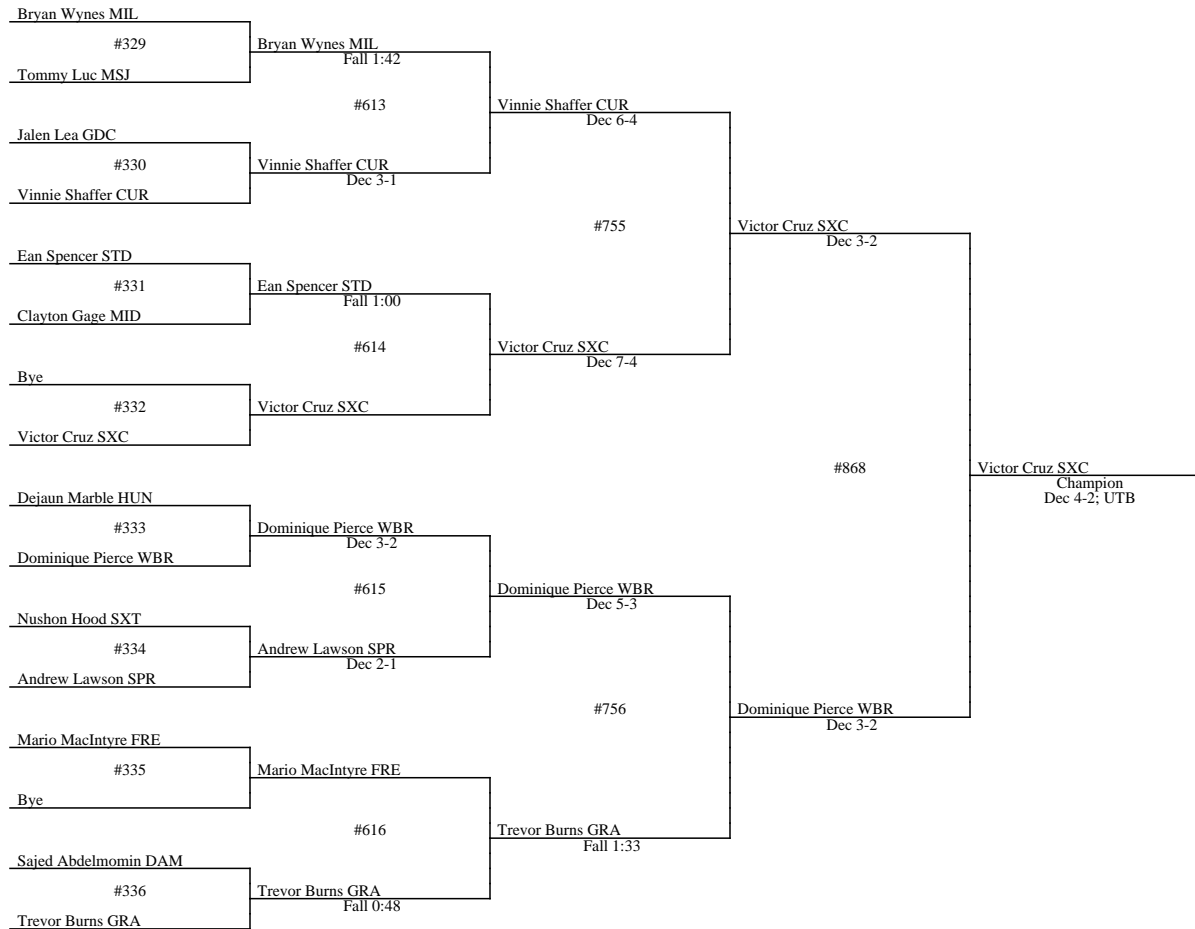 Bryan Wynes MIL
#329
Bryan Wynes MIL
Fall 1:42
Tommy Luc MSJ
#613
Vinnie Shaffer CUR
Dec 6-4
Jalen Lea GDC
#330
Vinnie Shaffer CUR
Dec 3-1
Vinnie Shaffer CUR
#755
Victor Cruz SXC
Dec 3-2
Ean Spencer STD
#331
Ean Spencer STD
Fall 1:00
Clayton Gage MID
#614
Victor Cruz SXC
Dec 7-4
Bye
#332
Victor Cruz SXC
Victor Cruz SXC
#868
Victor Cruz SXC
Champion
Dec 4-2; UTB
Dejaun Marble HUN
#333
Dominique Pierce WBR
Dec 3-2
Dominique Pierce WBR
#615
Dominique Pierce WBR
Dec 5-3
Nushon Hood SXT
#334
Andrew Lawson SPR
Dec 2-1
Andrew Lawson SPR
#756
Dominique Pierce WBR
Dec 3-2
Mario MacIntyre FRE
#335
Mario MacIntyre FRE
Bye
#616
Trevor Burns GRA
Fall 1:33
Sajed Abdelmomin DAM
#336
Trevor Burns GRA
Fall 0:48
Trevor Burns GRA